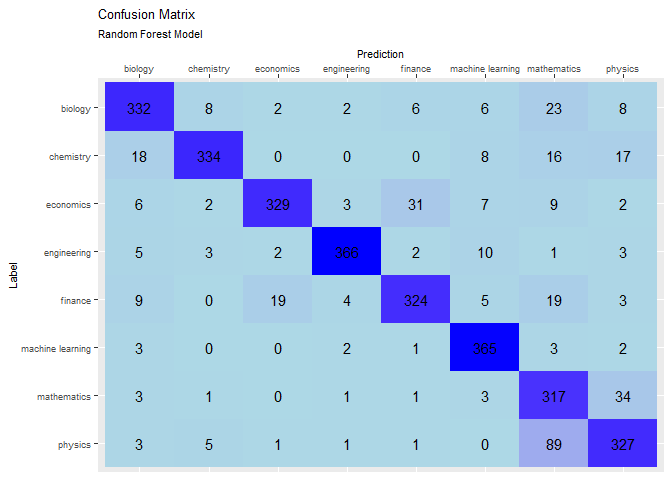 Confusion Matrix
Random Forest Model
Prediction
biology chemistry economics engineering finance machine learning mathematics physics
Label
biology 332 8 2 2 6 6 23 8
chemistry 18 334 0 0 0 8 16 17
economics 6 2 329 3 31 7 9 2
engineering 5 3 2 366 2 10 1 3
finance 9 0 19 4 324 5 19 3
machine learning 3 0 0 2 1 365 3 2
mathematics 3 1 0 1 1 3 317 34
physics 3 5 1 1 1 0 89 327